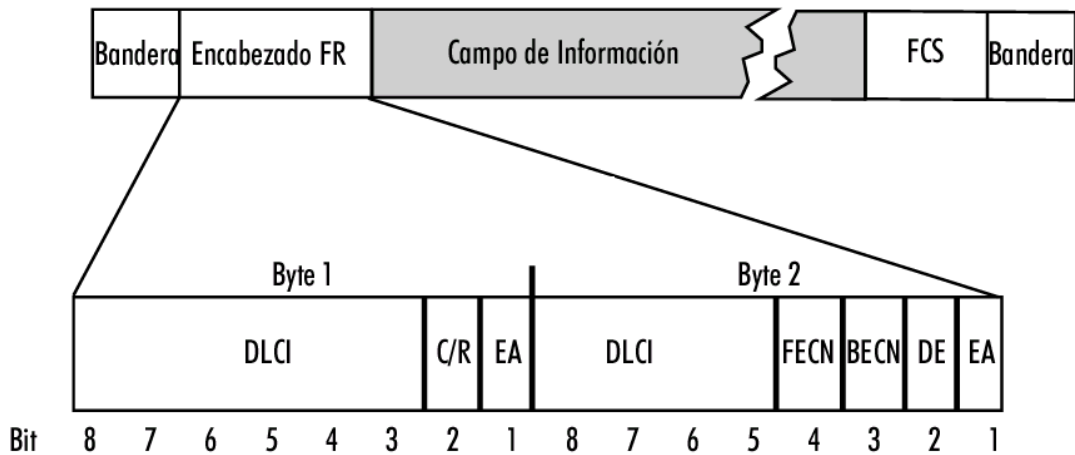 Bandera Encabezado FR Campo de Información FCS Bandera
Byte 1 Byte 2
DLCI C/R EA DLCI FECN BECN DE EA
Bit 8 7 6 5 4 3 2 1 8 7 6 5 4 3 2 1